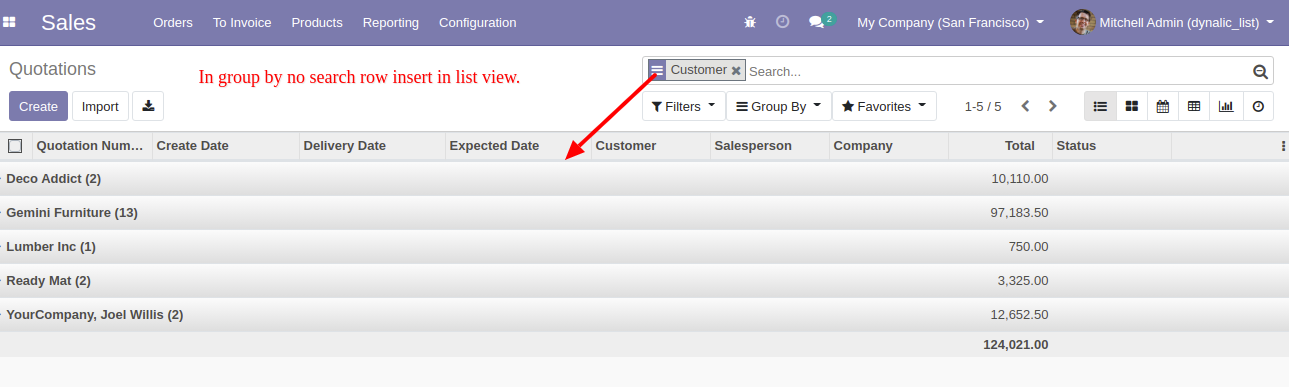 Sales Orders To Invoice Products Reporting Configuration 2 My Company (San Francisco) Mitchell Admin (dynalic_list)
Quotations In group by no search row insert in list view. Customer Search...
Create Import Filters Group By Favorites 1-5 / 5
Quotation Num... Create Date Delivery Date Expected Date Customer Salesperson Company Total Status
Deco Addict (2) 10,110.00
Gemini Furniture (13) 97,183.50
Lumber Inc (1) 750.00
Ready Mat (2) 3,325.00
YourCompany, Joel Willis (2) 12,652.50
124,021.00